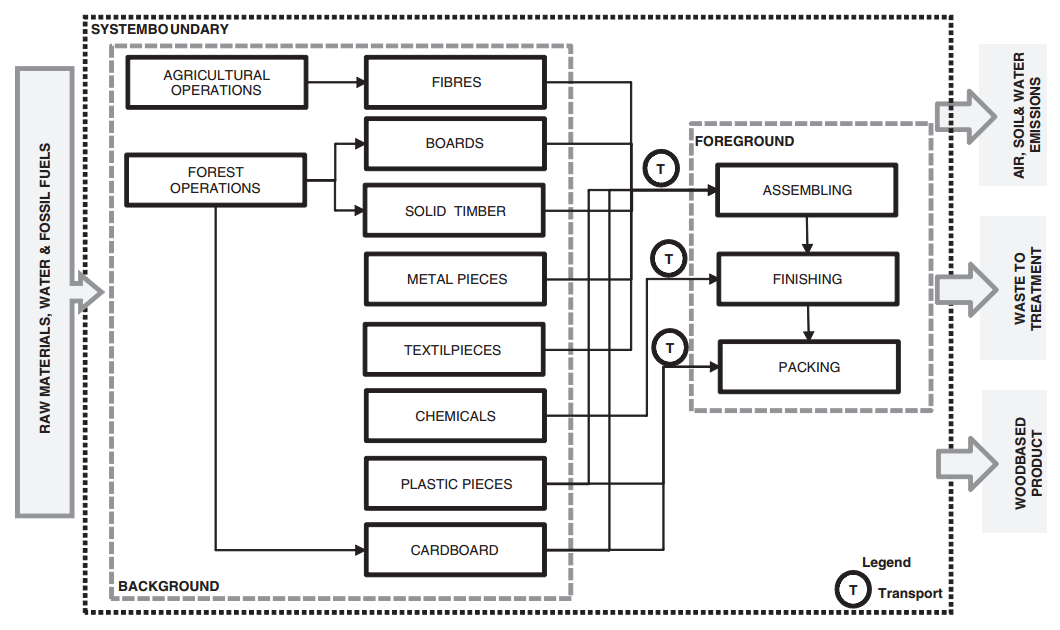 SYSTEMBOUNDARY
RAW MATERIALS, WATER & FOSSIL FUELS
AGRICULTURAL
OPERATIONS
FOREST
OPERATIONS
FIBRES
BOARDS
SOLID TIMBER
METAL PIECES
TEXTILPIECES
CHEMICALS
PLASTIC PIECES
CARDBOARD
BACKGROUND
T
T
T
FOREGROUND
ASSEMBLING
FINISHING
PACKING
AIR, SOIL& WATER
EMISSIONS
WASTE TO
TREATMENT
WOODBASED
PRODUCT
Legend
T Transport